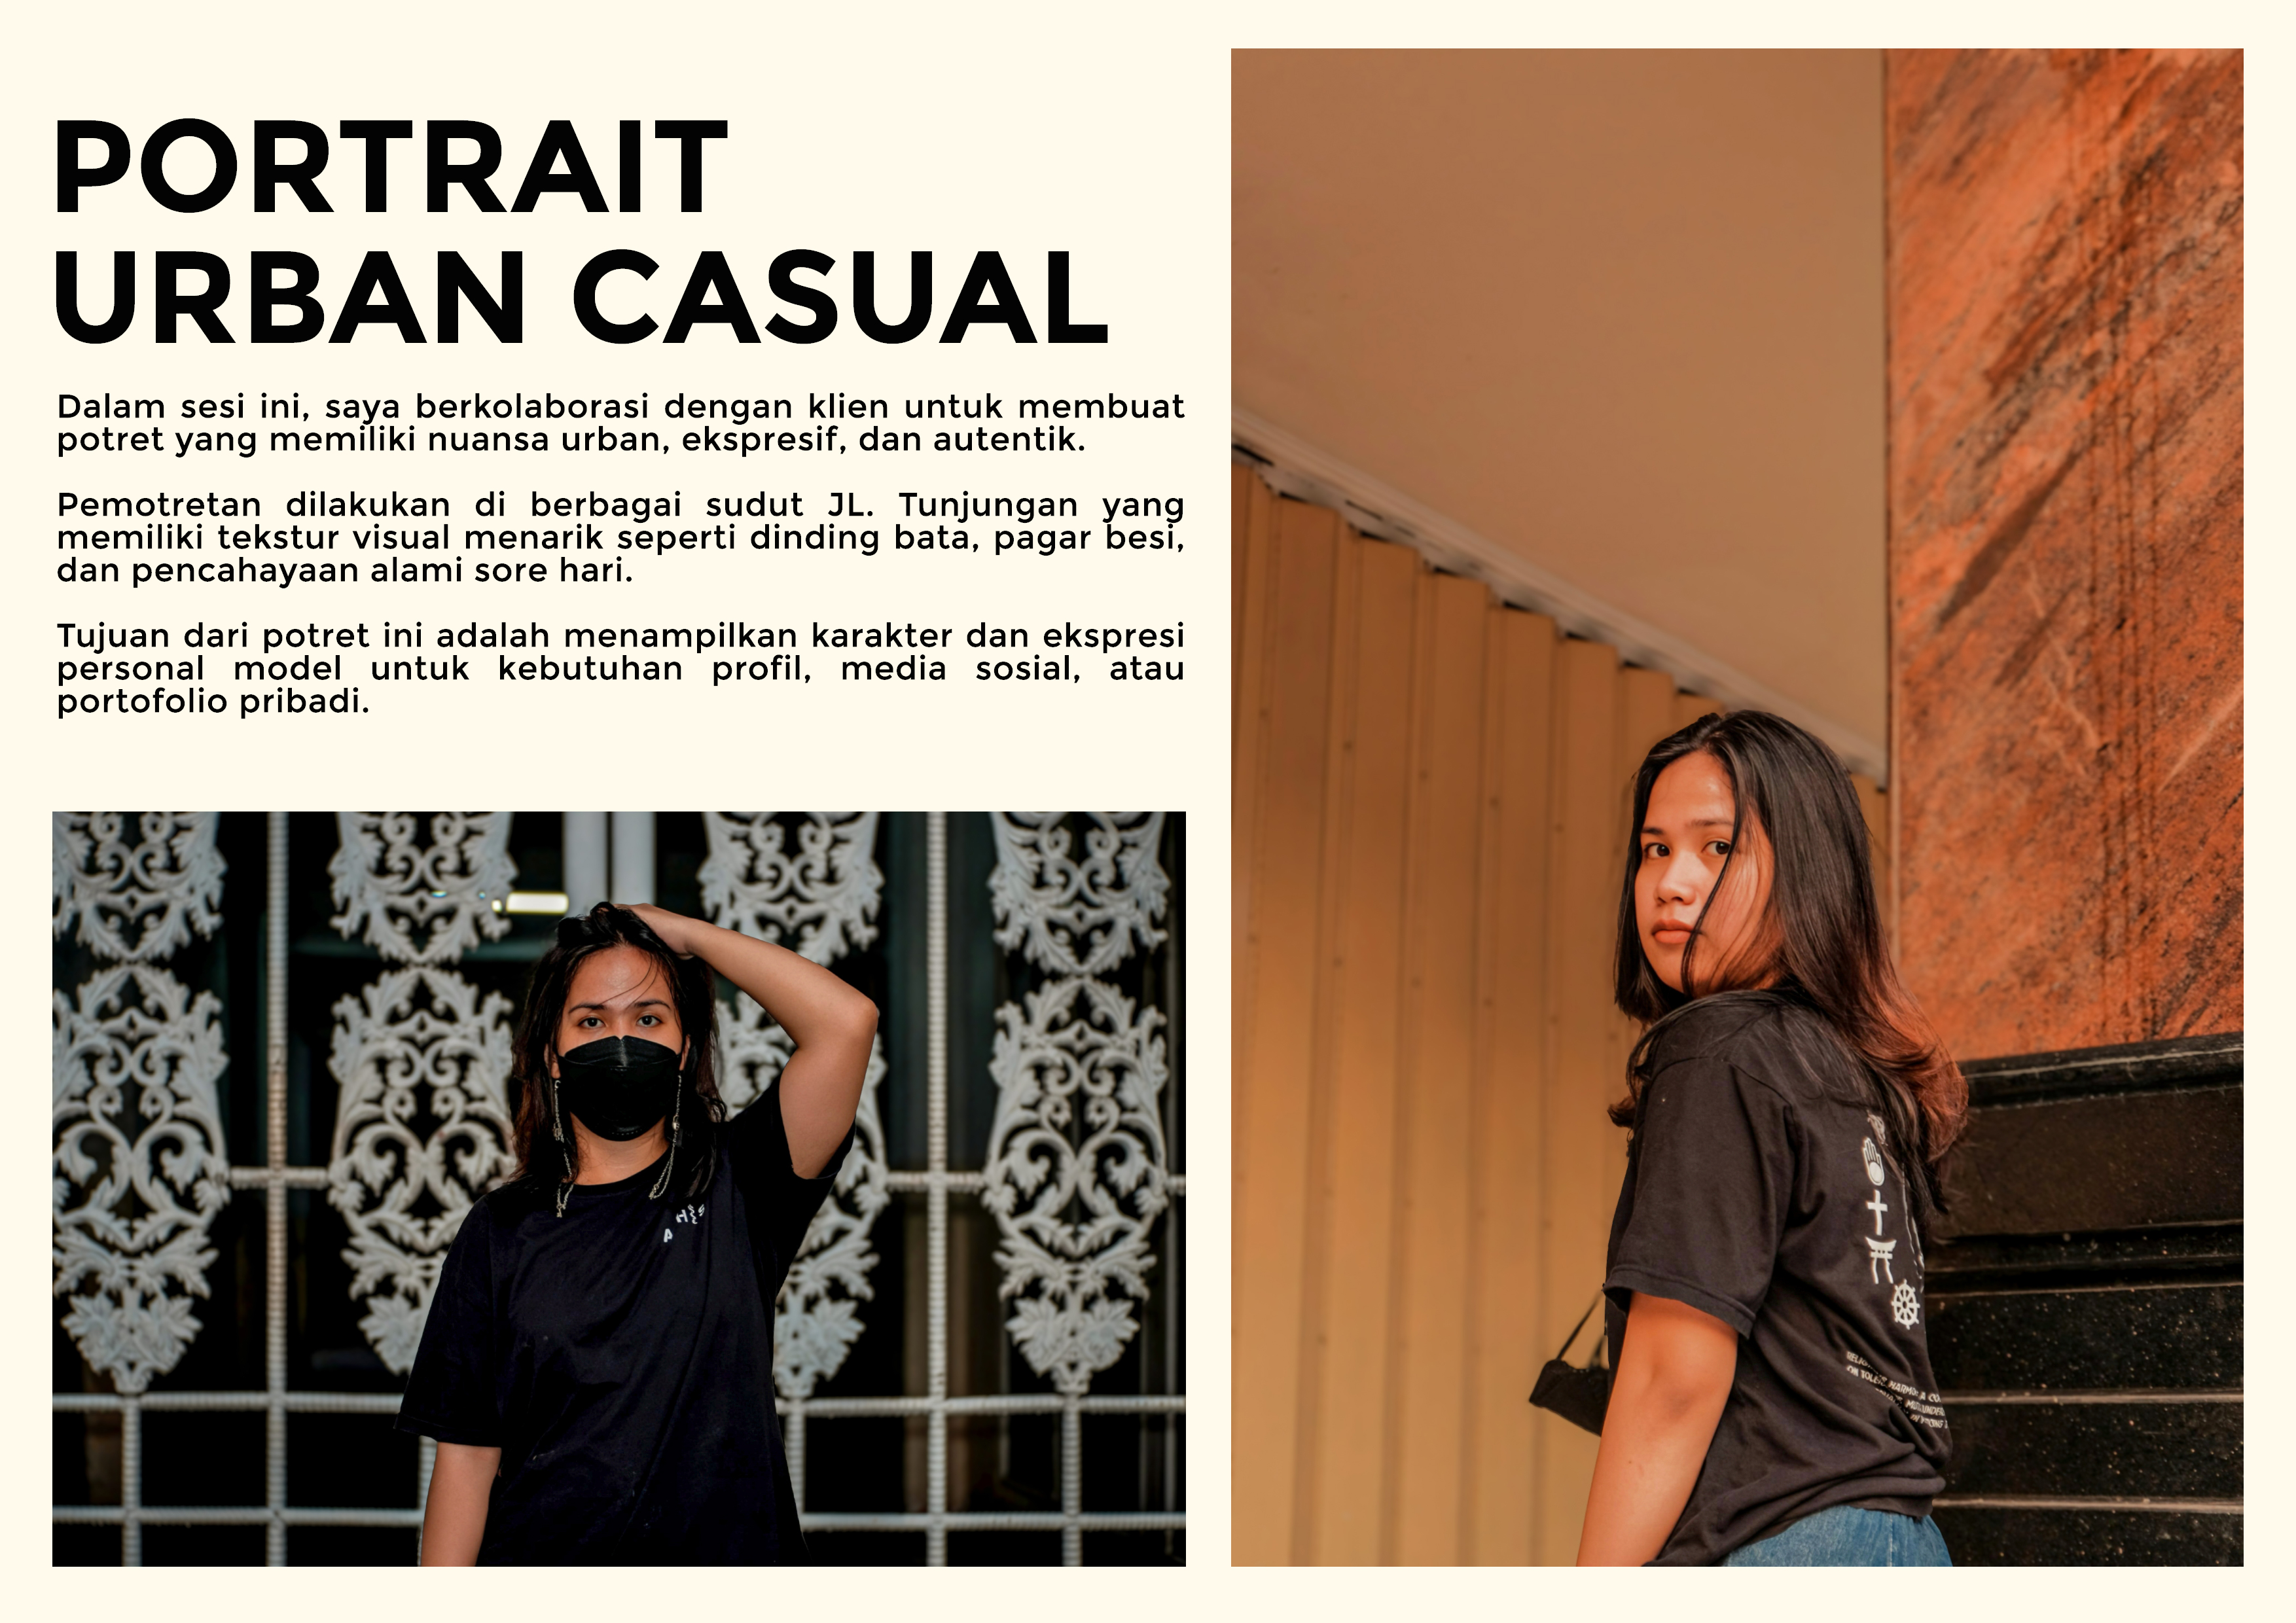 PORTRAIT
URBAN CASUAL
Dalam sesi ini, saya berkolaborasi dengan klien untuk membuat
potret yang memiliki nuansa urban, ekspresif, dan autentik.
Pemotretan dilakukan di berbagai sudut JL. Tunjungan yang
memiliki tekstur visual menarik seperti dinding bata, pagar besi,
dan pencahayaan alami sore hari.
Tujuan dari potret ini adalah menampilkan karakter dan ekspresi
personal model untuk kebutuhan profil, media sosial, atau
portofolio pribadi.